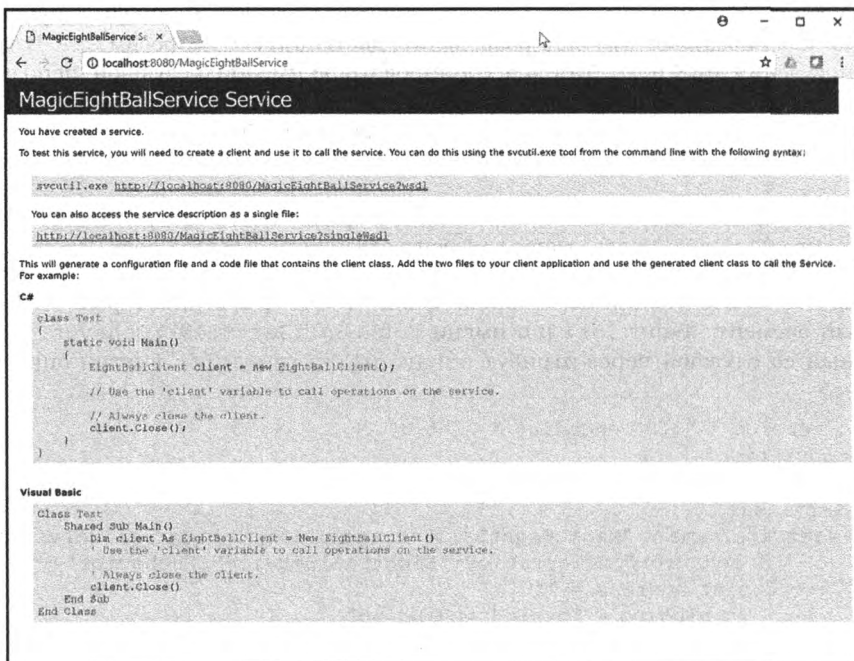 MagicEightBallService Se
localhost:8080/MagicEightBallService
MagicEightBallService Service
You have created a service.
To test this service, you will need to create a client and use it to call the service. You can do this using the svcutil.exe tool from the command line with the following syntax:
svcutil.exe http://localhost:8080/MagicEightBallService?wsdl
You can also access the service description as a single file:
http://localhost:8080/MagicEightBallService?singleWsdl
This will generate a configuration file and a code file that contains the client class. Add the two files to your client application and use the generated client class to call the Service.
For example:
C#
class Test
{
static void Main()
{
EightBallClient client = new EightBallClient();
// Use the 'client' variable to call operations on the service.
// Always close the client.
client.Close();
}
}
Visual Basic
Class Test
Shared Sub Main()
Dim client As EightBallClient = New EightBallClient()
' Use the 'client' variable to call operations on the service.
' Always close the client.
client.Close()
End Sub
End Class